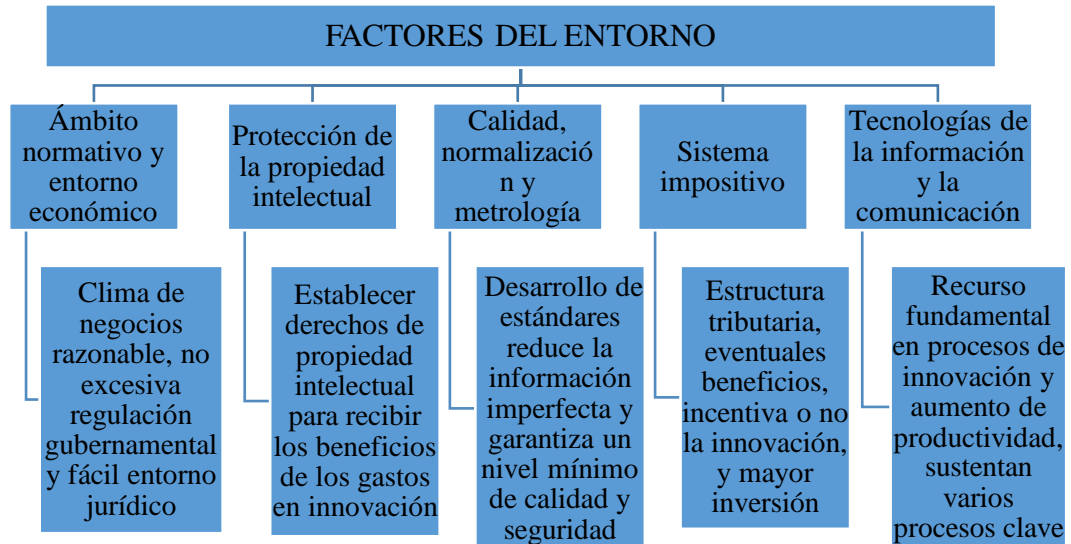 FACTORES DEL ENTORNO
Ámbito
normativo y
entorno
económico
Protección de
la propiedad
intelectual
Calidad,
normalizació
n y
metrología
Sistema
impositivo
Tecnologías de
la información
y la
comunicación
Clima de
negocios
razonable, no
excesiva
regulación
gubernamental
y fácil entorno
jurídico
Establecer
derechos de
propiedad
intelectual
para recibir
los beneficios
de los gastos
en innovación
Desarrollo de
estándares
reduce la
información
imperfecta y
garantiza un
nivel mínimo
de calidad y
seguridad
Estructura
tributaria,
eventuales
beneficios,
incentiva o no
la innovación,
y mayor
inversión
Recurso
fundamental
en procesos de
innovación y
aumento de
productividad,
sustentan
varios
procesos clave